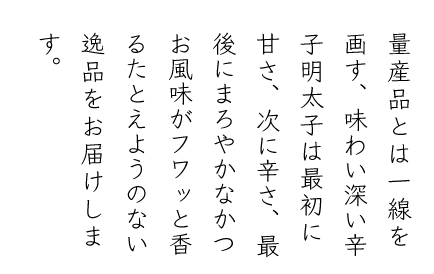 量産品とは一線を
画す、味わい深い辛
子明太子は最初に
甘さ、次に辛さ、最
後にまろやかなかつ
お風味がフワッと香
るたとえようのない
逸品をお届けしま
す。